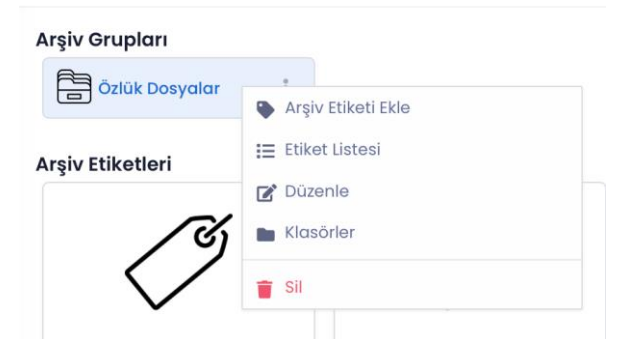 Arşiv Grupları
Özlük Dosyalar
Arşiv Etiketi Ekle
Etiket Listesi
Düzenle
Klasörler
Sil
Arşiv Etiketleri